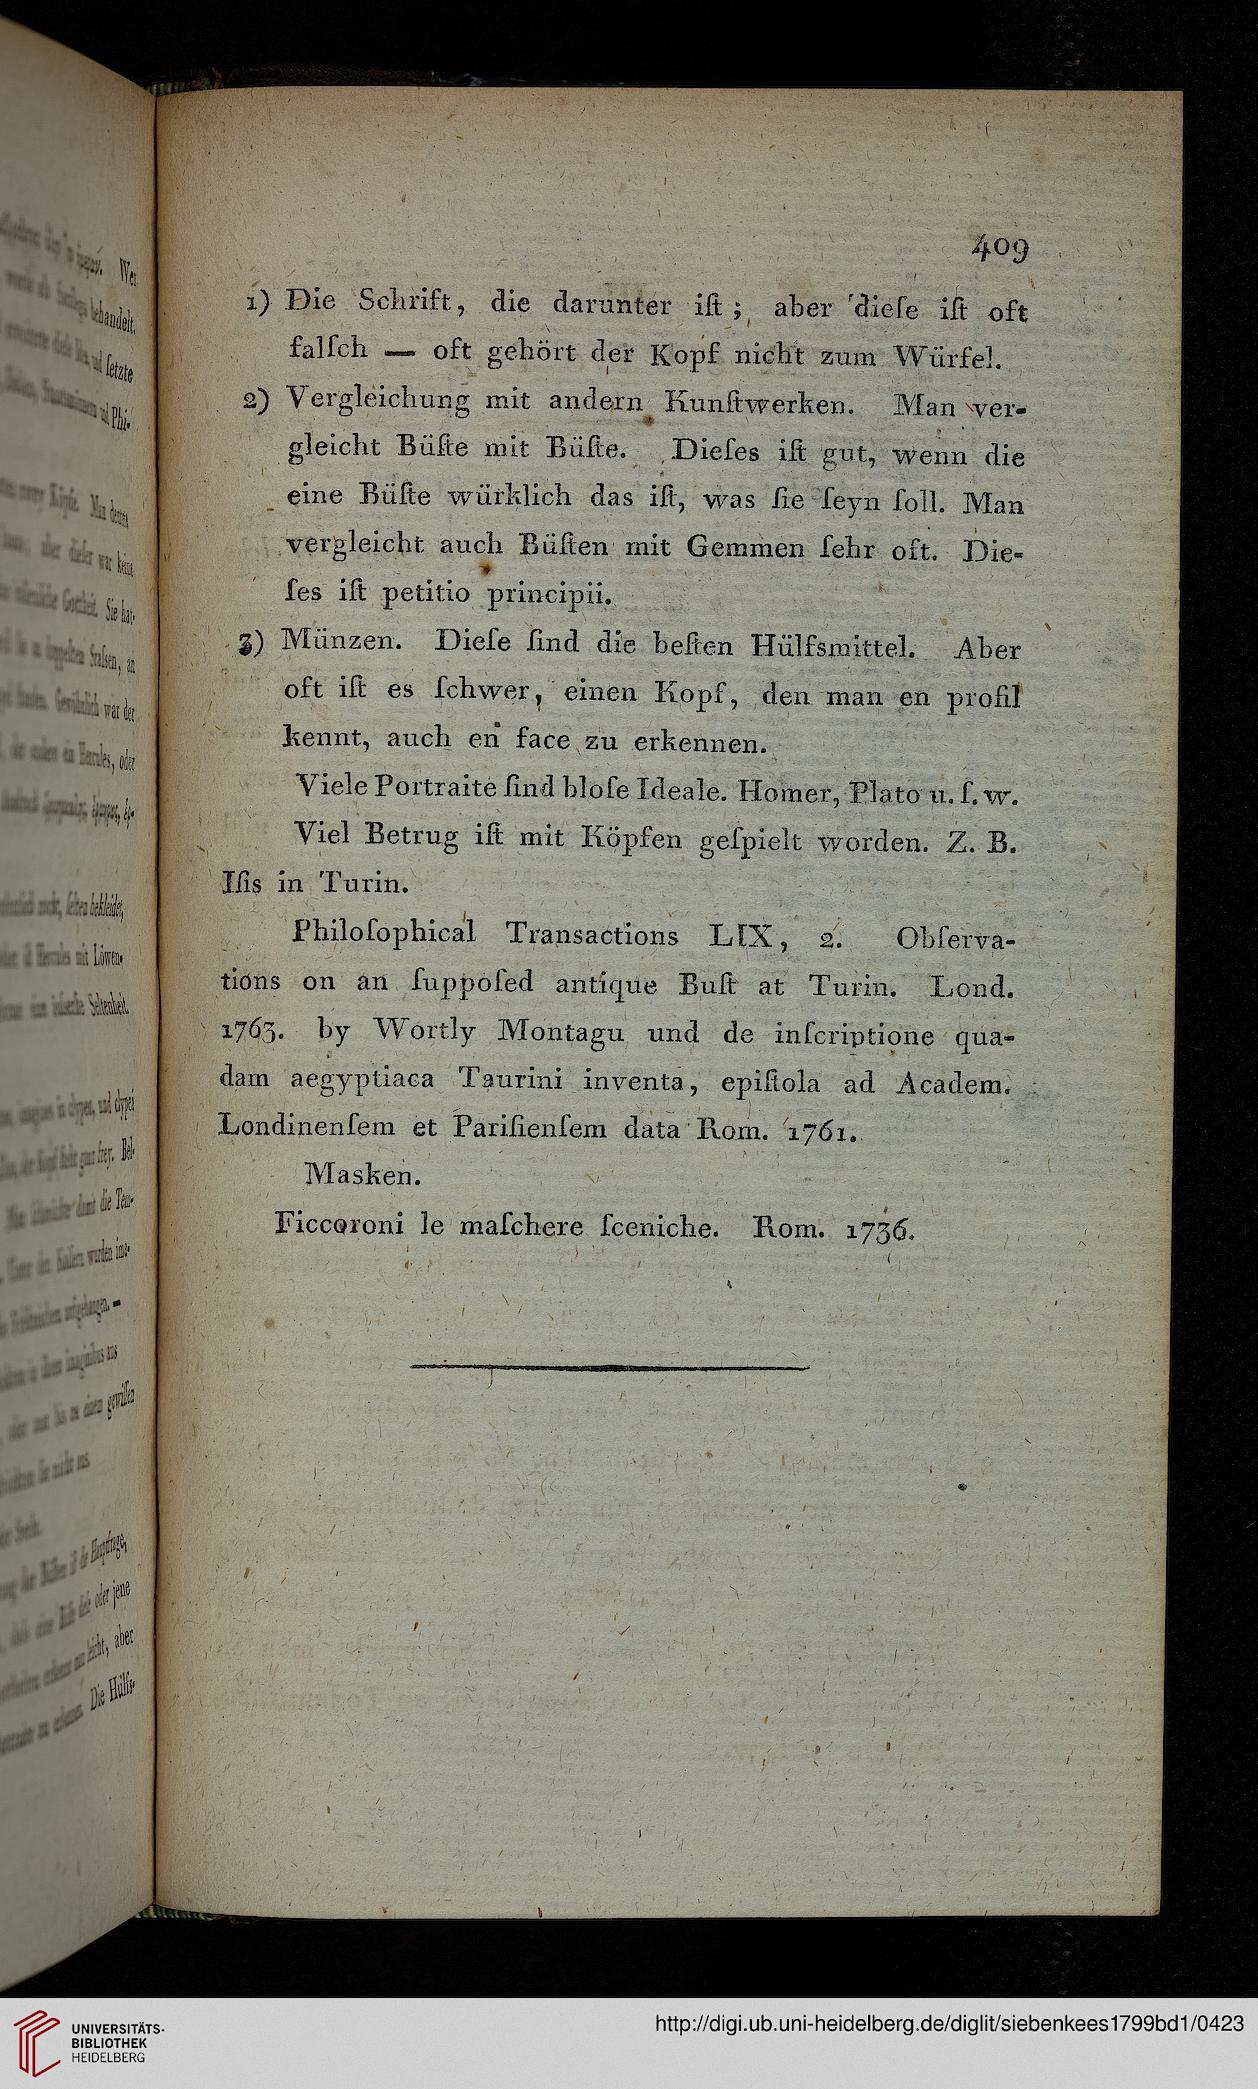 409
1) Die Schrift, die darunter iſt; aber dieſe iſt oft
falſch — oft gehört der Kopf nicht zum Würfel.
2) Vergleichung mit andern Kunſtwerken. Man ver-
gleicht Büſte mit Büſte. Dieſes iſt gut, wenn die
eine Büſte würklich das iſt, was ſie ſeyn ſoll. Man
vergleicht auch Büſten mit Gemmen ſehr oft. Die-
ſes iſt petitio principii.
3) Münzen. Dieſe ſind die beſten Hülfsmittel. Aber
oft iſt es ſchwer, einen Kopf, den man en profil
kennt, auch en face zu erkennen.
Viele Portraite ſind bloſe Ideale. Homer, Plato u. ſ. w.
Viel Betrug iſt mit Köpfen geſpielt worden. Z. B.
Iſis in Turin.
Philoſophical Transactions LIX, 2. Obſerva-
tions on an ſuppoſed antique Buſt at Turin. Lond.
1763. by Wortly Montagu und de inſcriptione qua-
dam aegyptiaca Taurini inventa, epiſtola ad Academ.
Londinenſem et Pariſienſem data Rom. 1761.
Masken.
Ficcoroni le maſchere ſceniche. Rom. 1736.
UNIVERSITÄTS-
BIBLIOTHEK
HEIDELBERG
http://digi.ub.uni-heidelberg.de/diglit/siebenkees1799bd1/0423